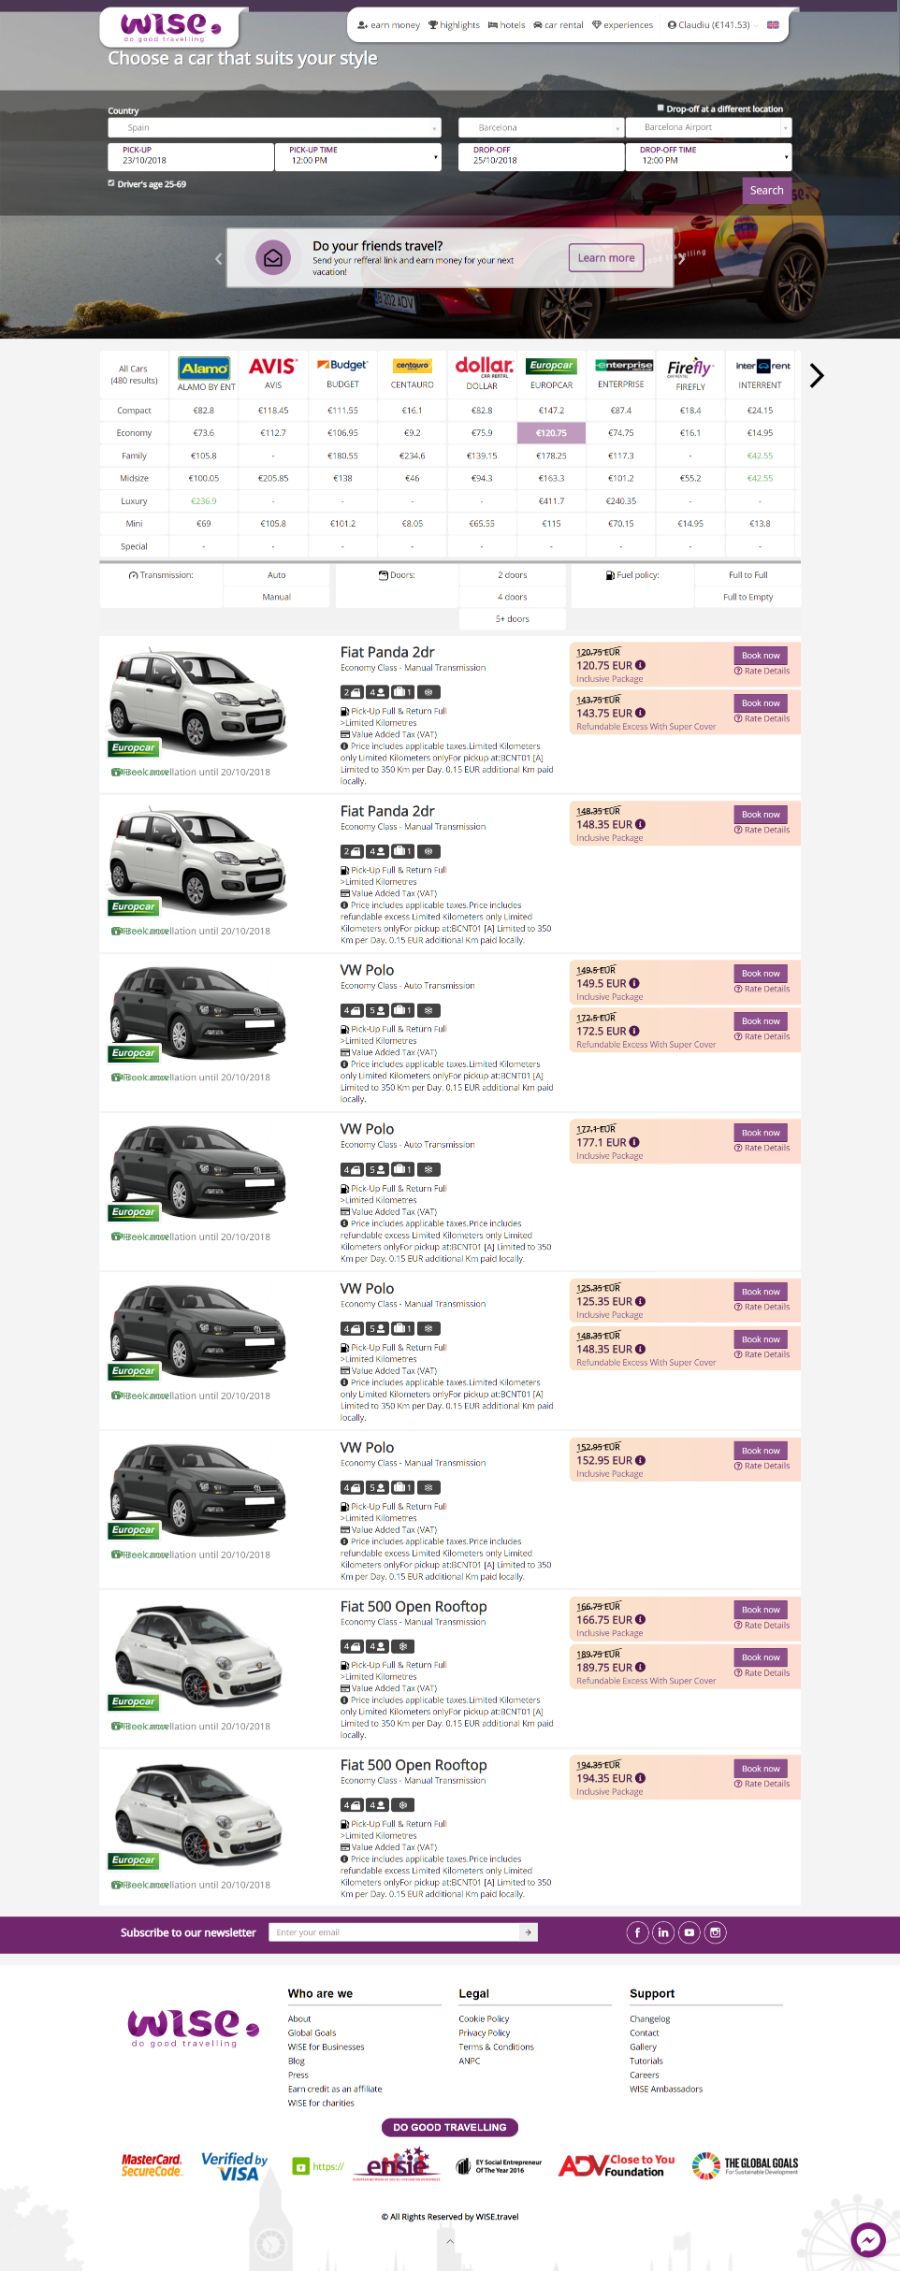 wise.
do good travelling
earn money highlights hotels car rental experiences Claudiu (€141.53)
Choose a car that suits your style
Country
Drop-off at a different location
Spain Barcelona Barcelona Airport
PICK-UP PICK-UP TIME DROP-OFF DROP-OFF TIME
23/10/2018 12:00 PM 25/10/2018 12:00 PM
Driver's age 25-69
Search
Do your friends travel?
Send your refferal link and earn money for your next
vacation!
Learn more
All Cars
(480 results)
Alamo AVIS Budget centauro dollar. CAR RENTAL Europcar enterprise Firefly Inter rent
ALAMO BY ENT AVIS BUDGET CENTAURO DOLLAR EUROPCAR ENTERPRISE FIREFLY INTERRENT
Compact €82.8 €118.45 €111.55 €16.1 €82.8 €147.2 €87.4 €18.4 €24.15
Economy €73.6 €112.7 €106.95 €9.2 €75.9 €120.75 €74.75 €16.1 €14.95
Family €105.8 - €180.55 €234.6 €139.15 €178.25 €117.3 - €42.55
Midsize €100.05 €205.85 €138 €46 €94.3 €163.3 €101.2 €55.2 €42.55
Luxury €236.9 - - - - €411.7 €240.35 - -
Mini €69 €105.8 €101.2 €8.05 €65.55 €115 €70.15 €14.95 €13.8
Special - - - - - - - - -
Transmission: Auto Doors: 2 doors Fuel policy: Full to Full
Manual 4 doors Full to Empty
5+ doors
Fiat Panda 2dr
Economy Class - Manual Transmission
2 4 1
Pick-Up Full & Return Full
>Limited Kilometres
Value Added Tax (VAT)
Price includes applicable taxes.Limited Kilometers
only Limited Kilometers onlyFor pickup at:BCNT01 [A]
Limited to 350 Km per Day. 0.15 EUR additional Km paid
locally.
Europcar
cancellation until 20/10/2018
120.75 EUR
120.75 EUR
Inclusive Package
Book now
Rate Details
143.75 EUR
143.75 EUR
Refundable Excess With Super Cover
Book now
Rate Details
Fiat Panda 2dr
Economy Class - Manual Transmission
2 4 1
Pick-Up Full & Return Full
>Limited Kilometres
Value Added Tax (VAT)
Price includes applicable taxes.Price includes
refundable excess Limited Kilometers only Limited
Kilometers onlyFor pickup at:BCNT01 [A] Limited to 350
Km per Day. 0.15 EUR additional Km paid locally.
Europcar
cancellation until 20/10/2018
148.35 EUR
148.35 EUR
Inclusive Package
Book now
Rate Details
VW Polo
Economy Class - Auto Transmission
4 5 1
Pick-Up Full & Return Full
>Limited Kilometres
Value Added Tax (VAT)
Price includes applicable taxes.Limited Kilometers
only Limited Kilometers onlyFor pickup at:BCNT01 [A]
Limited to 350 Km per Day. 0.15 EUR additional Km paid
locally.
Europcar
cancellation until 20/10/2018
149.5 EUR
149.5 EUR
Inclusive Package
Book now
Rate Details
172.5 EUR
172.5 EUR
Refundable Excess With Super Cover
Book now
Rate Details
VW Polo
Economy Class - Auto Transmission
4 5 1
Pick-Up Full & Return Full
>Limited Kilometres
Value Added Tax (VAT)
Price includes applicable taxes.Price includes
refundable excess Limited Kilometers only Limited
Kilometers onlyFor pickup at:BCNT01 [A] Limited to 350
Km per Day. 0.15 EUR additional Km paid locally.
Europcar
cancellation until 20/10/2018
177.1 EUR
177.1 EUR
Inclusive Package
Book now
Rate Details
VW Polo
Economy Class - Manual Transmission
4 5 1
Pick-Up Full & Return Full
>Limited Kilometres
Value Added Tax (VAT)
Price includes applicable taxes.Limited Kilometers
only Limited Kilometers onlyFor pickup at:BCNT01 [A]
Limited to 350 Km per Day. 0.15 EUR additional Km paid
locally.
Europcar
cancellation until 20/10/2018
125.35 EUR
125.35 EUR
Inclusive Package
Book now
Rate Details
148.35 EUR
148.35 EUR
Refundable Excess With Super Cover
Book now
Rate Details
VW Polo
Economy Class - Manual Transmission
4 5 1
Pick-Up Full & Return Full
>Limited Kilometres
Value Added Tax (VAT)
Price includes applicable taxes.Price includes
refundable excess Limited Kilometers only Limited
Kilometers onlyFor pickup at:BCNT01 [A] Limited to 350
Km per Day. 0.15 EUR additional Km paid locally.
Europcar
cancellation until 20/10/2018
152.95 EUR
152.95 EUR
Inclusive Package
Book now
Rate Details
Fiat 500 Open Rooftop
Economy Class - Manual Transmission
4 4
Pick-Up Full & Return Full
>Limited Kilometres
Value Added Tax (VAT)
Price includes applicable taxes.Limited Kilometers
only Limited Kilometers onlyFor pickup at:BCNT01 [A]
Limited to 350 Km per Day. 0.15 EUR additional Km paid
locally.
Europcar
cancellation until 20/10/2018
166.75 EUR
166.75 EUR
Inclusive Package
Book now
Rate Details
189.75 EUR
189.75 EUR
Refundable Excess With Super Cover
Book now
Rate Details
Fiat 500 Open Rooftop
Economy Class - Manual Transmission
4 4
Pick-Up Full & Return Full
>Limited Kilometres
Value Added Tax (VAT)
Price includes applicable taxes.Price includes
refundable excess Limited Kilometers only Limited
Kilometers onlyFor pickup at:BCNT01 [A] Limited to 350
Km per Day. 0.15 EUR additional Km paid locally.
Europcar
cancellation until 20/10/2018
194.35 EUR
194.35 EUR
Inclusive Package
Book now
Rate Details
Subscribe to our newsletter Enter your email
wise.
do good travelling
Who are we
About
Global Goals
WISE for Businesses
Blog
Press
Earn credit as an affiliate
WISE for charities
Legal
Cookie Policy
Privacy Policy
Terms & Conditions
ANPC
Support
Changelog
Contact
Gallery
Tutorials
Careers
WISE Ambassadors
DO GOOD TRAVELLING
MasterCard. SecureCode.
Verified by VISA
https://
ensie
EY Social Entrepreneur Of The Year 2016
ADV Close to You Foundation
THE GLOBAL GOALS
For Sustainable Development
© All Rights Reserved by WISE.travel